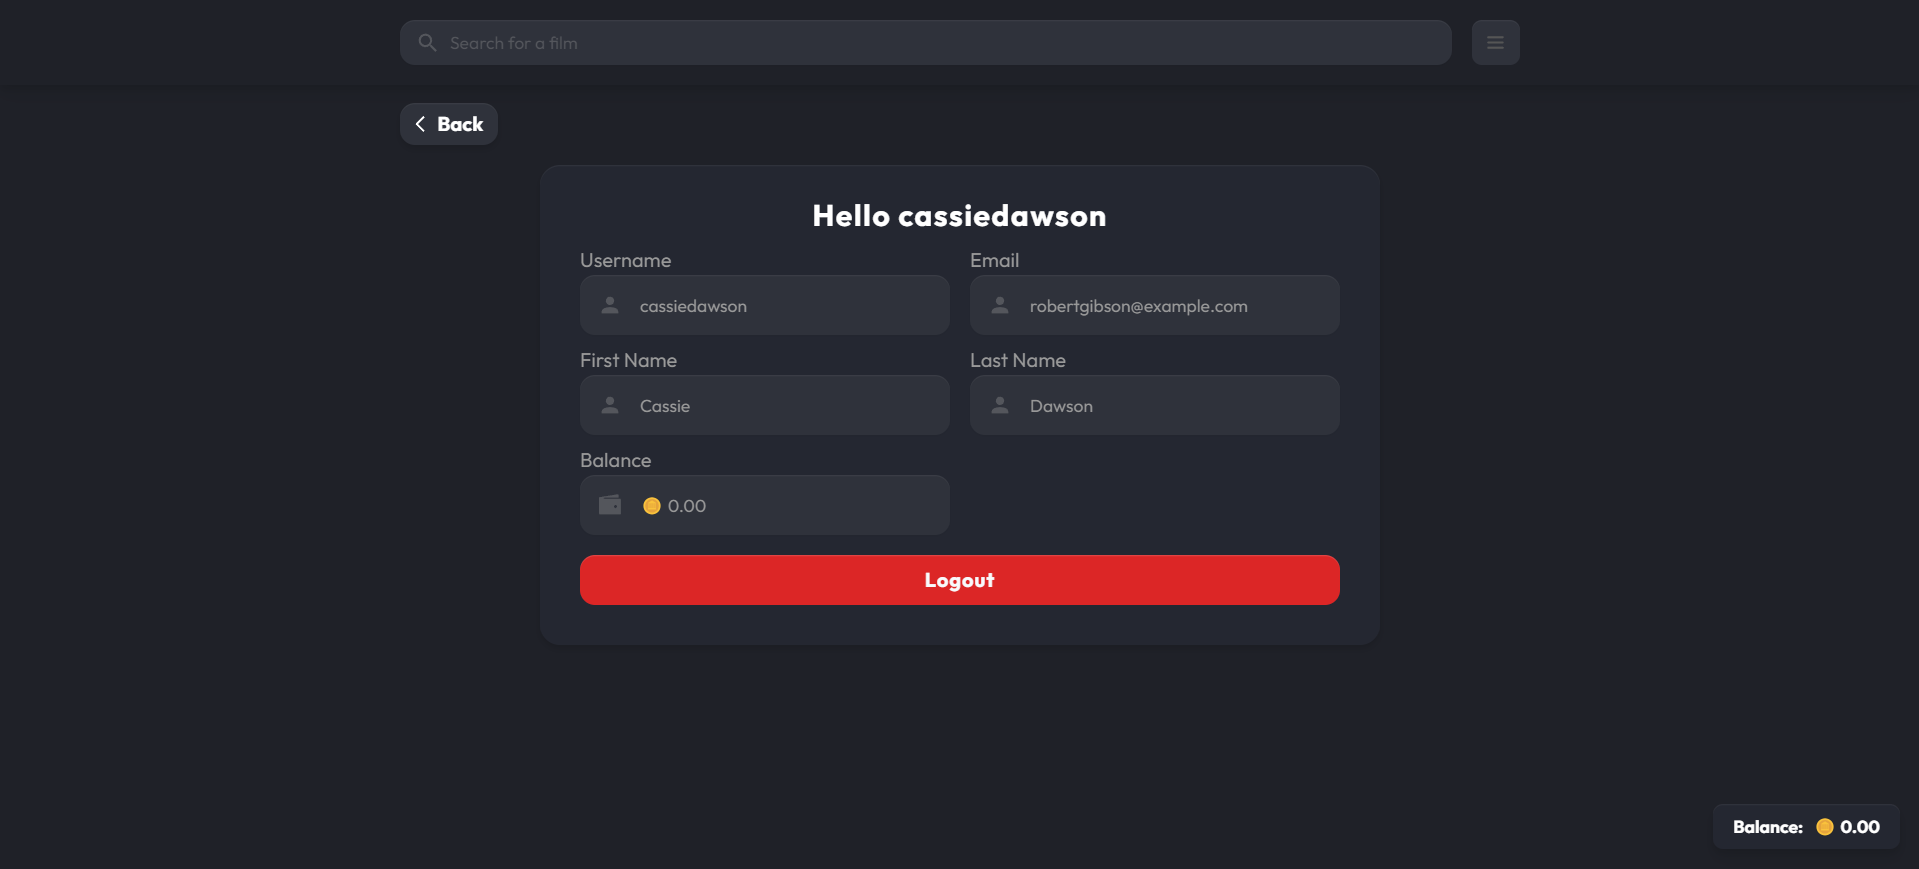 Search for a film
Back
Hello cassiedawson
Username
Email
cassiedawson
robertgibson@example.com
First Name
Last Name
Cassie
Dawson
Balance
0.00
Logout
Balance: 0.00